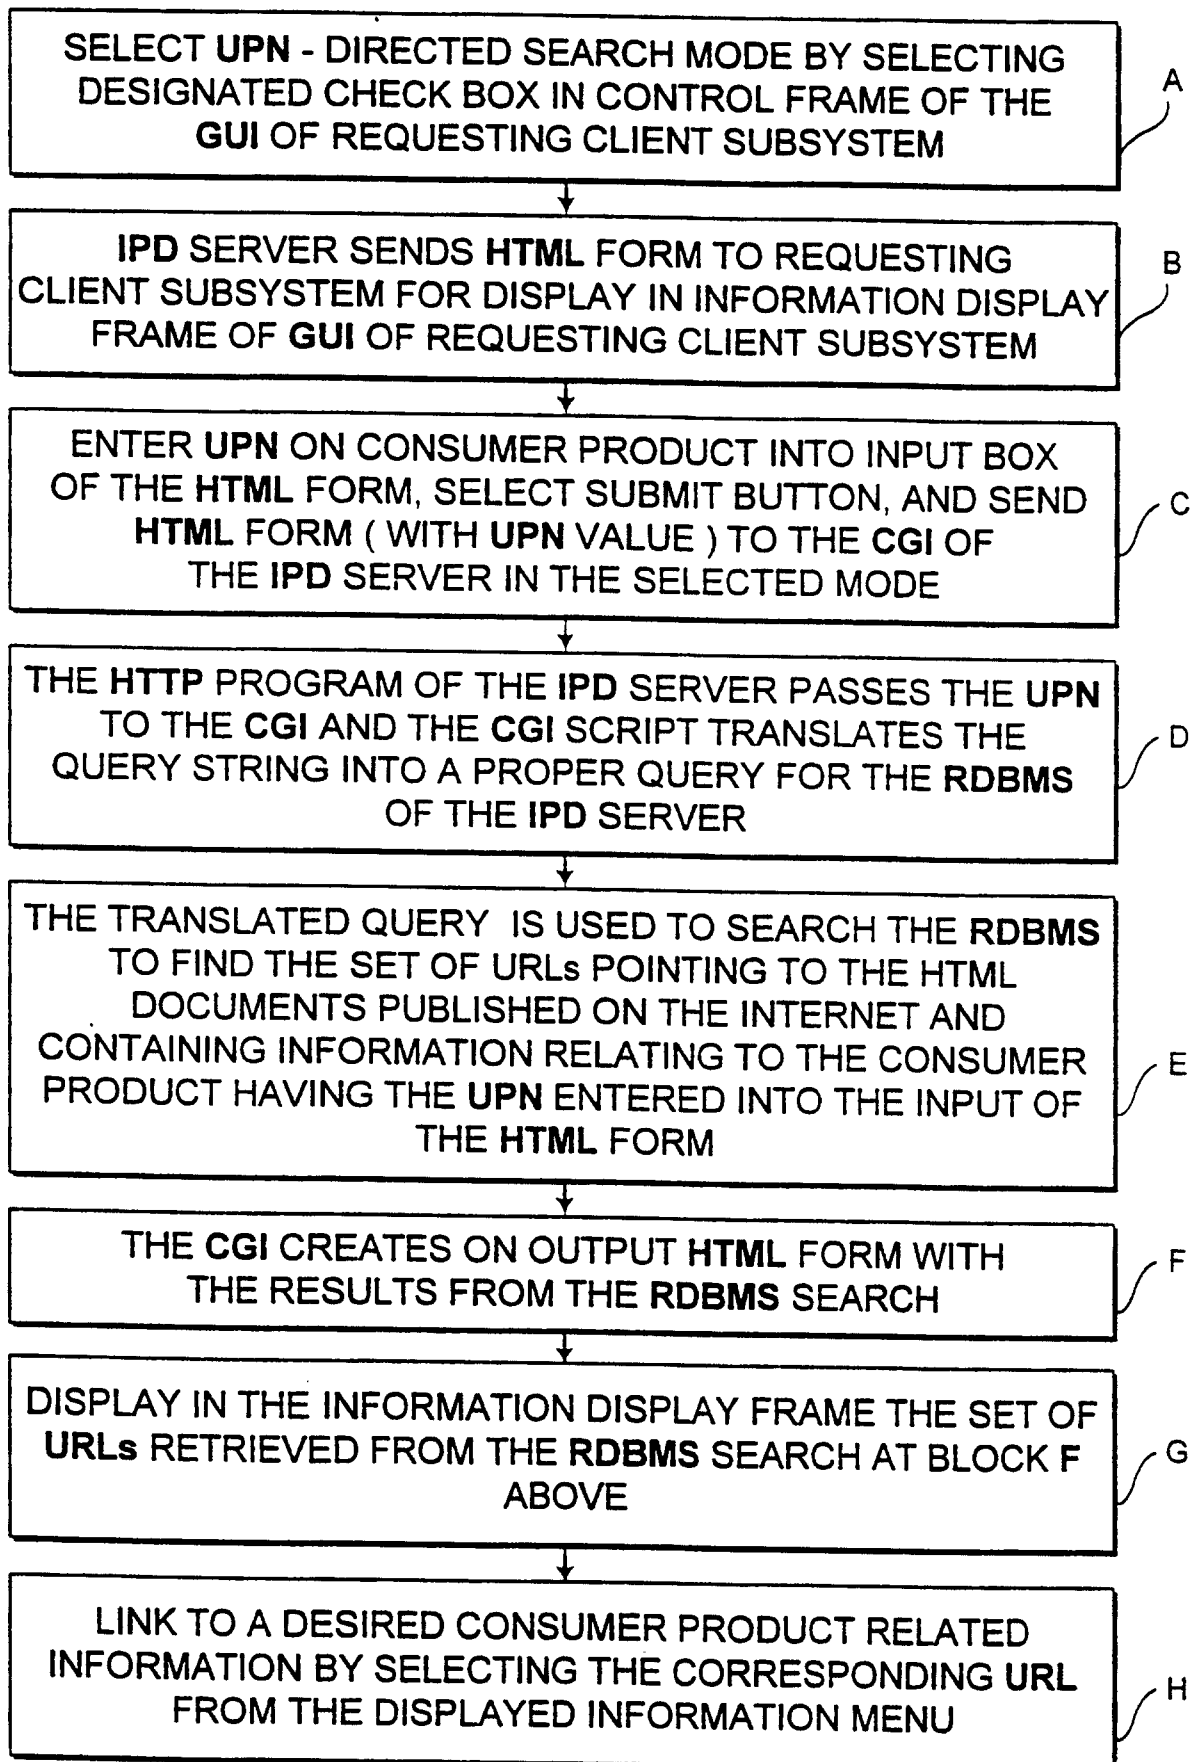 SELECT UPN - DIRECTED SEARCH MODE BY SELECTING
DESIGNATED CHECK BOX IN CONTROL FRAME OF THE
GUI OF REQUESTING CLIENT SUBSYSTEM
A
IPD SERVER SENDS HTML FORM TO REQUESTING
CLIENT SUBSYSTEM FOR DISPLAY IN INFORMATION DISPLAY
FRAME OF GUI OF REQUESTING CLIENT SUBSYSTEM
B
ENTER UPN ON CONSUMER PRODUCT INTO INPUT BOX
OF THE HTML FORM, SELECT SUBMIT BUTTON, AND SEND
HTML FORM ( WITH UPN VALUE ) TO THE CGI OF
THE IPD SERVER IN THE SELECTED MODE
C
THE HTTP PROGRAM OF THE IPD SERVER PASSES THE UPN
TO THE CGI AND THE CGI SCRIPT TRANSLATES THE
QUERY STRING INTO A PROPER QUERY FOR THE RDBMS
OF THE IPD SERVER
D
THE TRANSLATED QUERY IS USED TO SEARCH THE RDBMS
TO FIND THE SET OF URLs POINTING TO THE HTML
DOCUMENTS PUBLISHED ON THE INTERNET AND
CONTAINING INFORMATION RELATING TO THE CONSUMER
PRODUCT HAVING THE UPN ENTERED INTO THE INPUT OF
THE HTML FORM
E
THE CGI CREATES ON OUTPUT HTML FORM WITH
THE RESULTS FROM THE RDBMS SEARCH
F
DISPLAY IN THE INFORMATION DISPLAY FRAME THE SET OF
URLs RETRIEVED FROM THE RDBMS SEARCH AT BLOCK F
ABOVE
G
LINK TO A DESIRED CONSUMER PRODUCT RELATED
INFORMATION BY SELECTING THE CORRESPONDING URL
FROM THE DISPLAYED INFORMATION MENU
H